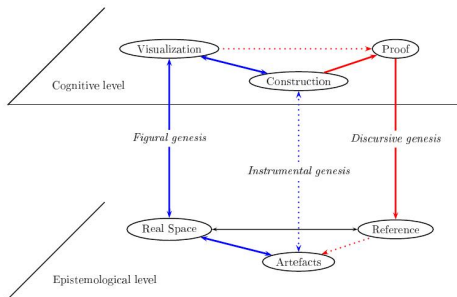 Visualization
Proof
Construction
Cognitive level
Figural genesis
Discursive genesis
Instrumental genesis
Real Space
Reference
Artefacts
Epistemological level